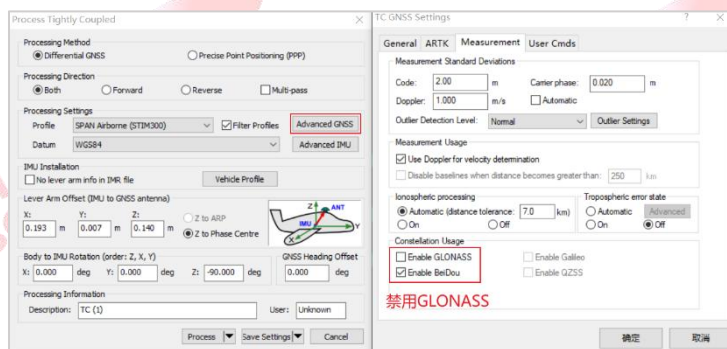 Process Tightly Coupled
Processing Method
Differential GNSS
Precise Point Positioning (PPP)
Processing Direction
Both
Forward
Reverse
Multi-pass
Processing Settings
Profile SPAN Airborne (STIM300)
Filter Profiles
Advanced GNSS
Datum WGS84
Advanced IMU
IMU Installation
No lever arm info in IMR file
Vehicle Profile
Lever Arm Offset (IMU to GNSS antenna)
X: Y: Z:
0.193 m 0.007 m 0.140 m
Z to ARP
Z to Phase Centre
Z ANT
IMU
Y
X
Body to IMU Rotation (order: Z, X, Y)
X: 0.000 deg Y: 0.000 deg Z: -90.000 deg
GNSS Heading Offset
0.000 deg
Processing Information
Description: TC (1)
User: Unknown
Process
Save Settings
Cancel
TC GNSS Settings
General ARTK Measurement User Cmds
Measurement Standard Deviations
Code: 2.00 m Carrier phase: 0.020 m
Doppler: 1.000 m/s Automatic
Outlier Detection Level: Normal Outlier Settings
Measurement Usage
Use Doppler for velocity determination
Disable baselines when distance becomes greater than: 250 km
Ionospheric processing
Automatic (distance tolerance: 7.0 km)
On Off
Tropospheric error state
Automatic Advanced
On Off
Constellation Usage
Enable GLONASS Enable Galileo
Enable BeiDou Enable QZSS
禁用GLONASS
确定 取消